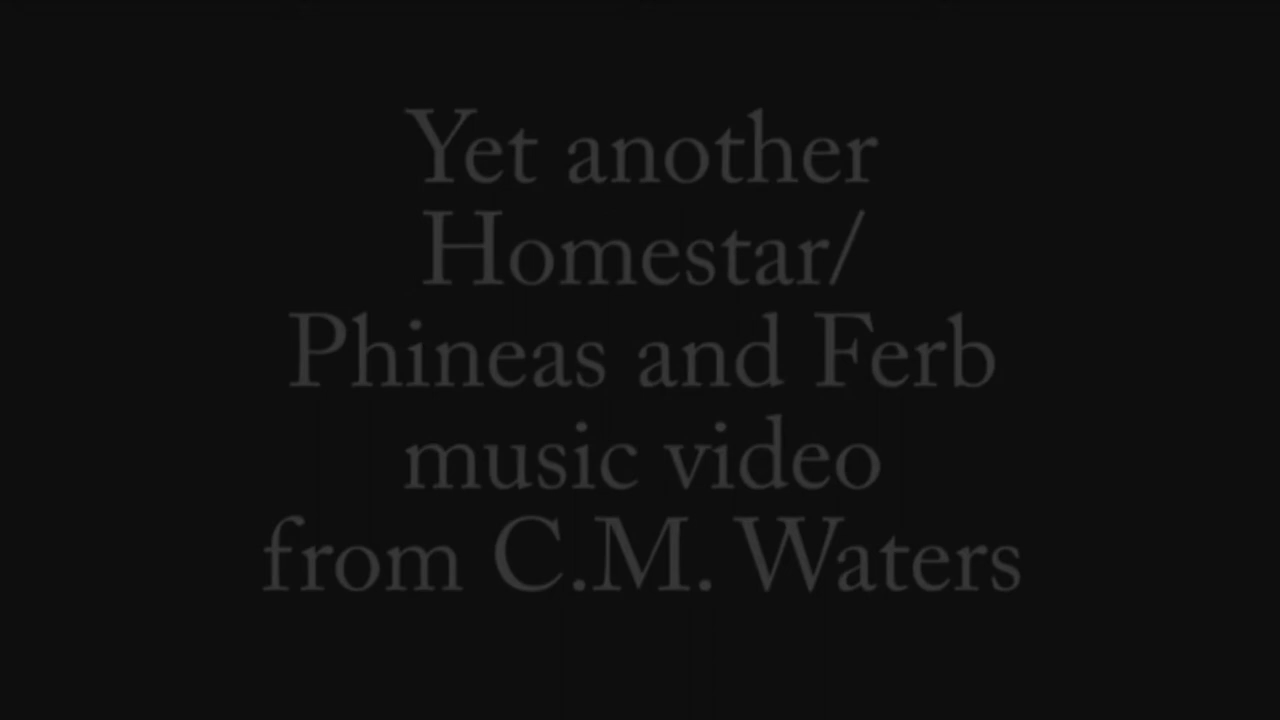 Yet another
Homestar/
Phineas and Ferb
music video
from C.M. Waters